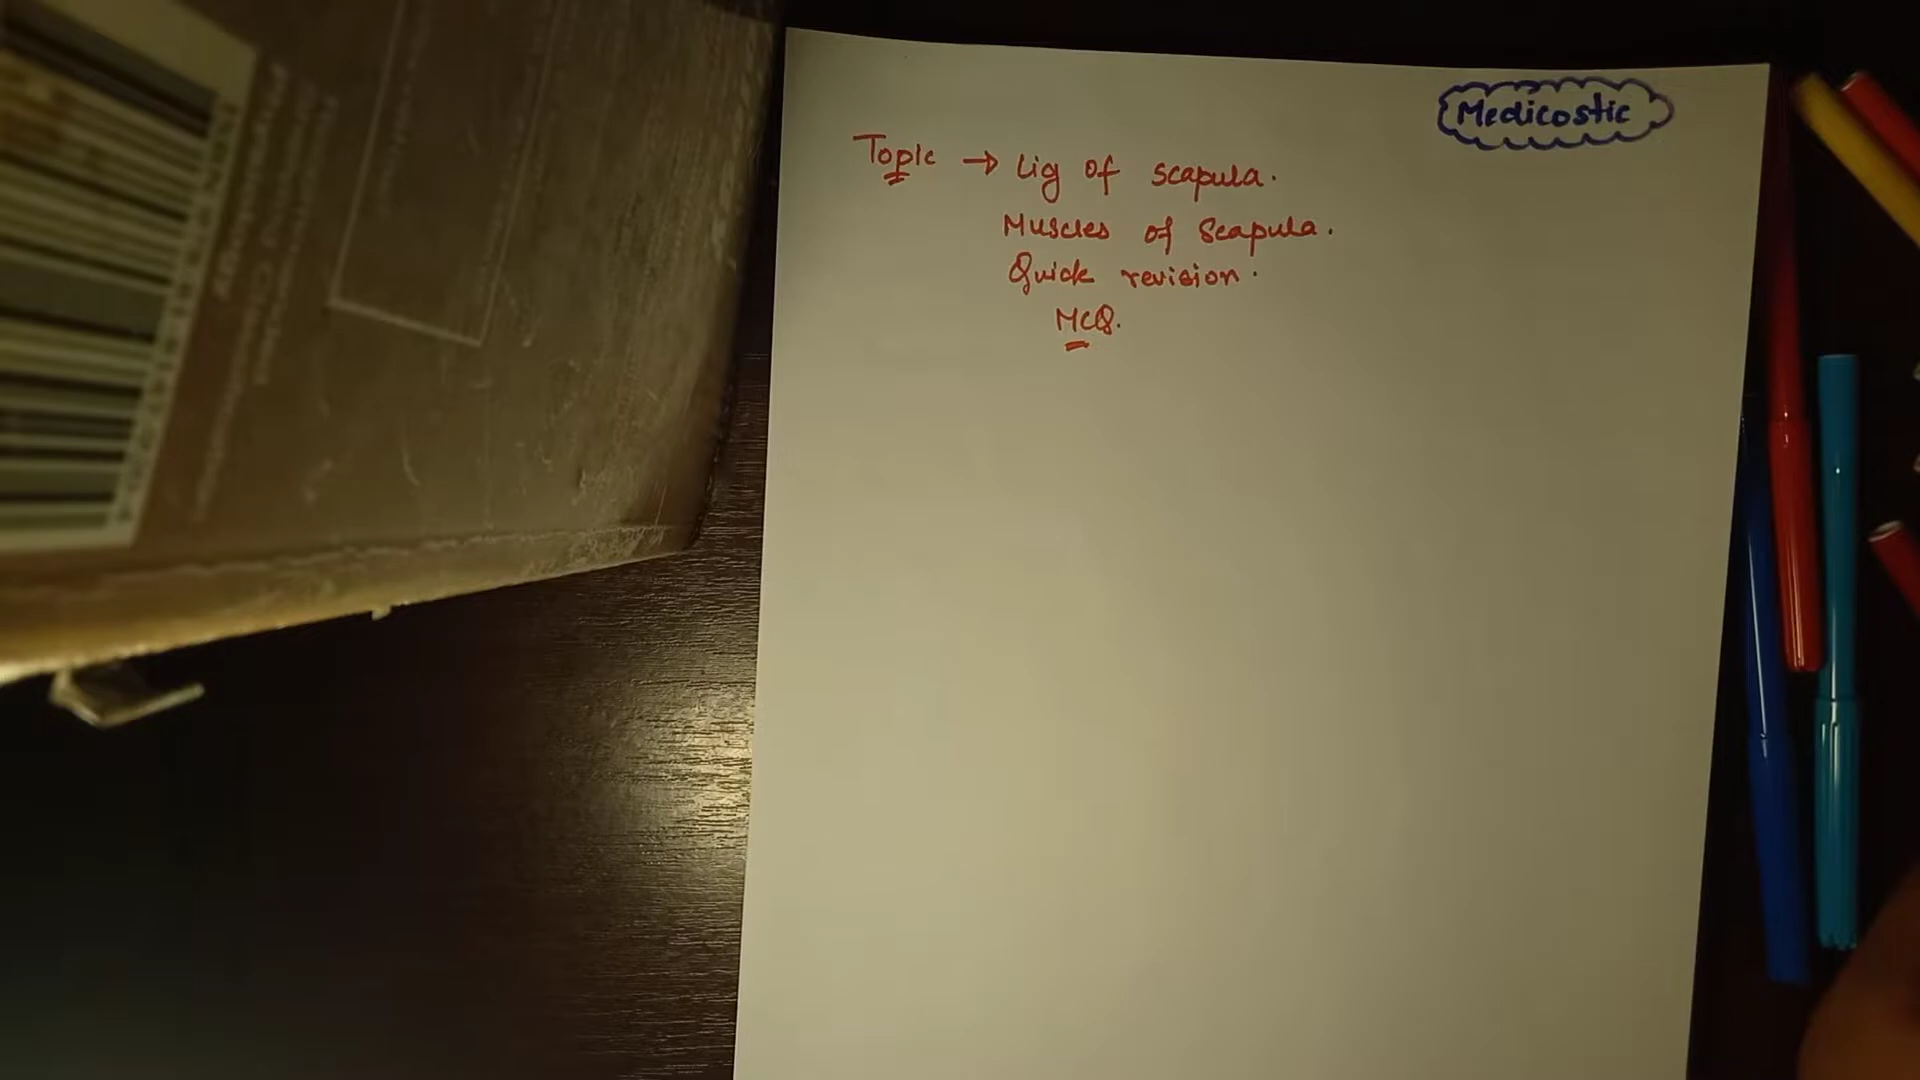 Medicostic
Topic → Lig of scapula.
Muscles of Scapula.
Quick revision.
MCQ.